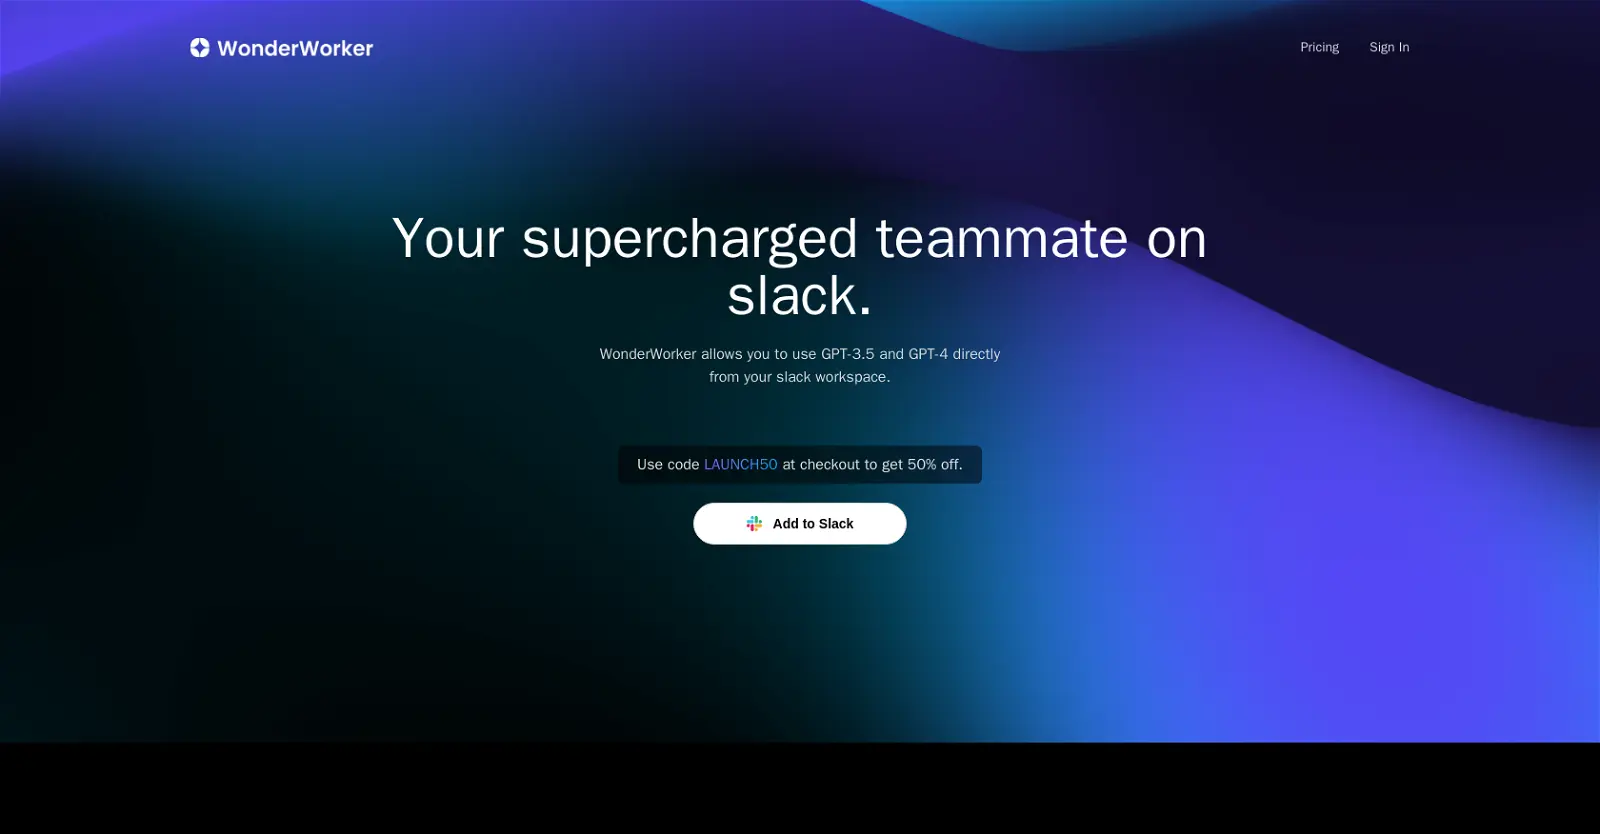 WonderWorker
Pricing
Sign In
Your supercharged teammate on
slack.
WonderWorker allows you to use GPT-3.5 and GPT-4 directly
from your slack workspace.
Use code LAUNCH50 at checkout to get 50% off.
Add to Slack